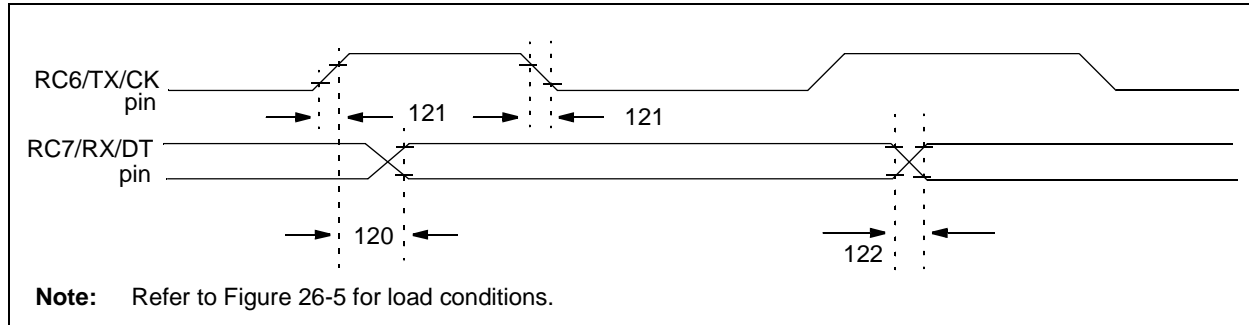 RC6/TX/CK
pin
121
121
RC7/RX/DT
pin
120
122
Note: Refer to Figure 26-5 for load conditions.